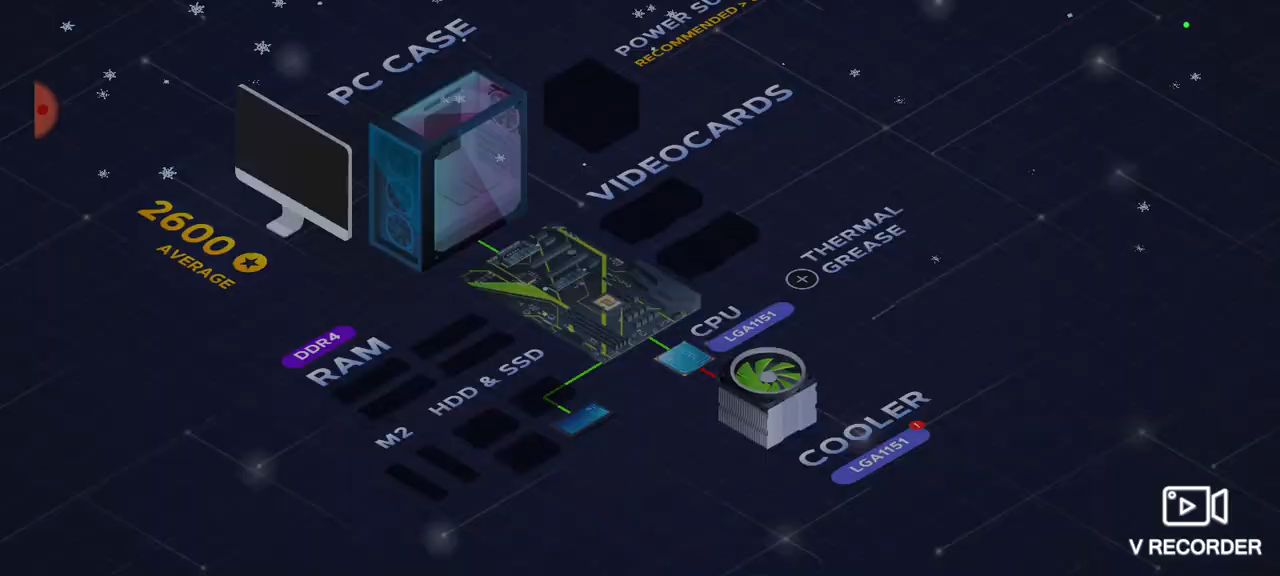 PC CASE
POWER
RECOMMENDED >
VIDEOCARDS
2600
AVERAGE
THERMAL
GREASE
CPU
LGA1151
DDR4
RAM
HDD & SSD
M2
COOLER
LGA1151
V RECORDER